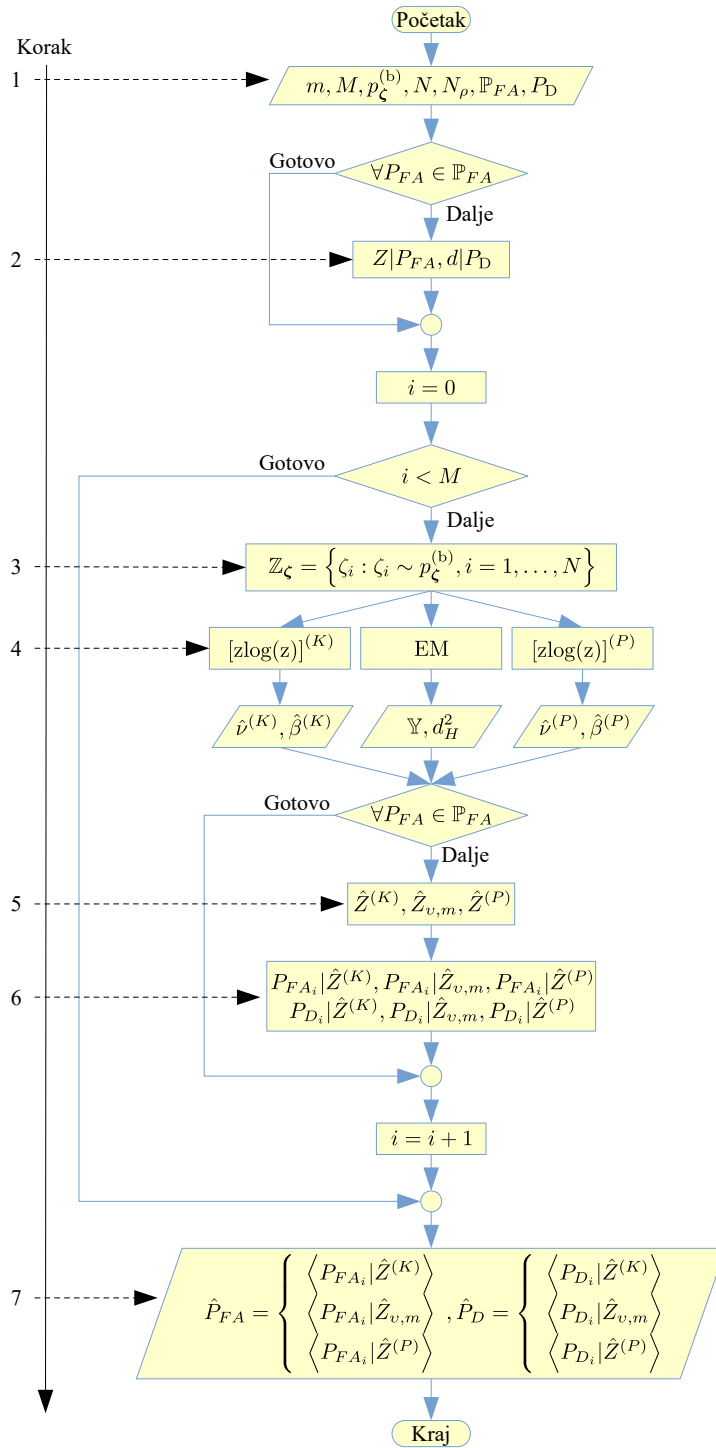 Početak
Korak
1
m, M, p_ζ^(b), N, N_ρ, ℙ_FA, P_D
Gotovo
∀P_FA ∈ ℙ_FA
Dalje
2
Z|P_FA, d|P_D
i = 0
Gotovo
i < M
Dalje
3
ℤ_ζ = {ζ_i : ζ_i ∼ p_ζ^(b), i = 1, . . . , N}
4
[zlog(z)]^(K)
EM
[zlog(z)]^(P)
ν̂^(K), β̂^(K)
𝕐, d_H^2
ν̂^(P), β̂^(P)
Gotovo
∀P_FA ∈ ℙ_FA
Dalje
5
Ẑ^(K), Ẑ_υ,m, Ẑ^(P)
6
P_FA_i|Ẑ^(K), P_FA_i|Ẑ_υ,m, P_FA_i|Ẑ^(P)
P_D_i|Ẑ^(K), P_D_i|Ẑ_υ,m, P_D_i|Ẑ^(P)
i = i + 1
7
⟨P_FA_i|Ẑ^(K)⟩ ⟨P_D_i|Ẑ^(K)⟩
P̂_FA = { ⟨P_FA_i|Ẑ_υ,m⟩ , P̂_D = { ⟨P_D_i|Ẑ_υ,m⟩
⟨P_FA_i|Ẑ^(P)⟩ ⟨P_D_i|Ẑ^(P)⟩
Kraj